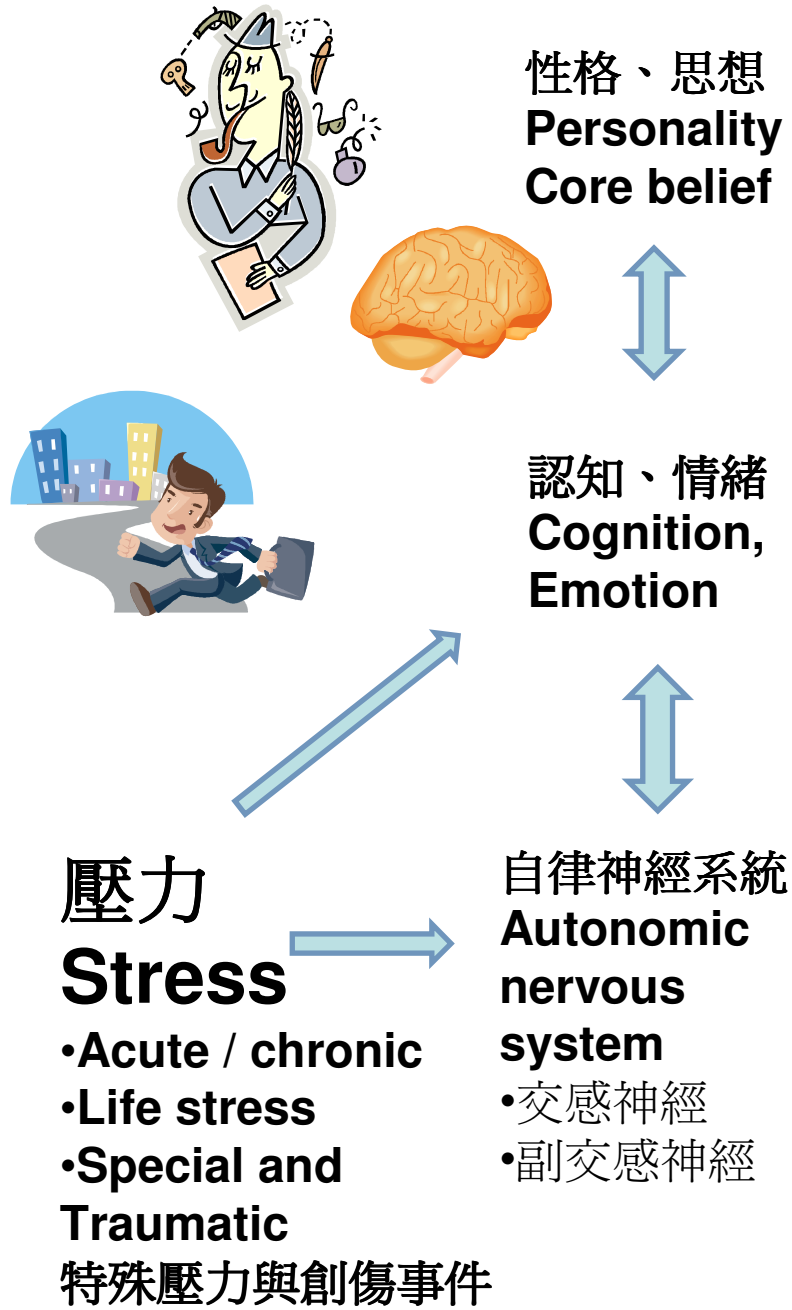 性格、思想
Personality
Core belief
認知、情緒
Cognition,
Emotion
壓力
Stress
•Acute / chronic
•Life stress
•Special and
Traumatic
特殊壓力與創傷事件
自律神經系統
Autonomic
nervous
system
•交感神經
•副交感神經